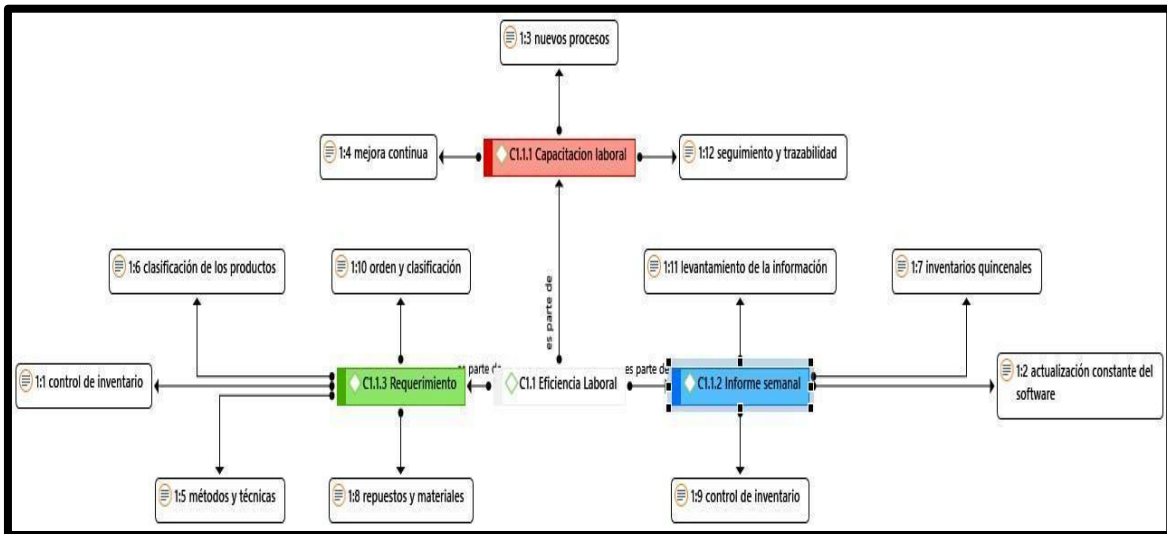 1:3 nuevos procesos
1:4 mejora continua
C1.1.1 Capacitacion laboral
1:12 seguimiento y trazabilidad
1:6 clasificación de los productos
1:10 orden y clasificación
es parte de
1:11 levantamiento de la información
1:7 inventarios quincenales
1:1 control de inventario
C1.1.3 Requerimiento
es parte de
C1.1 Eficiencia Laboral
es parte de
C1.1.2 Informe semanal
1:2 actualización constante del
software
1:5 métodos y técnicas
1:8 repuestos y materiales
1:9 control de inventario